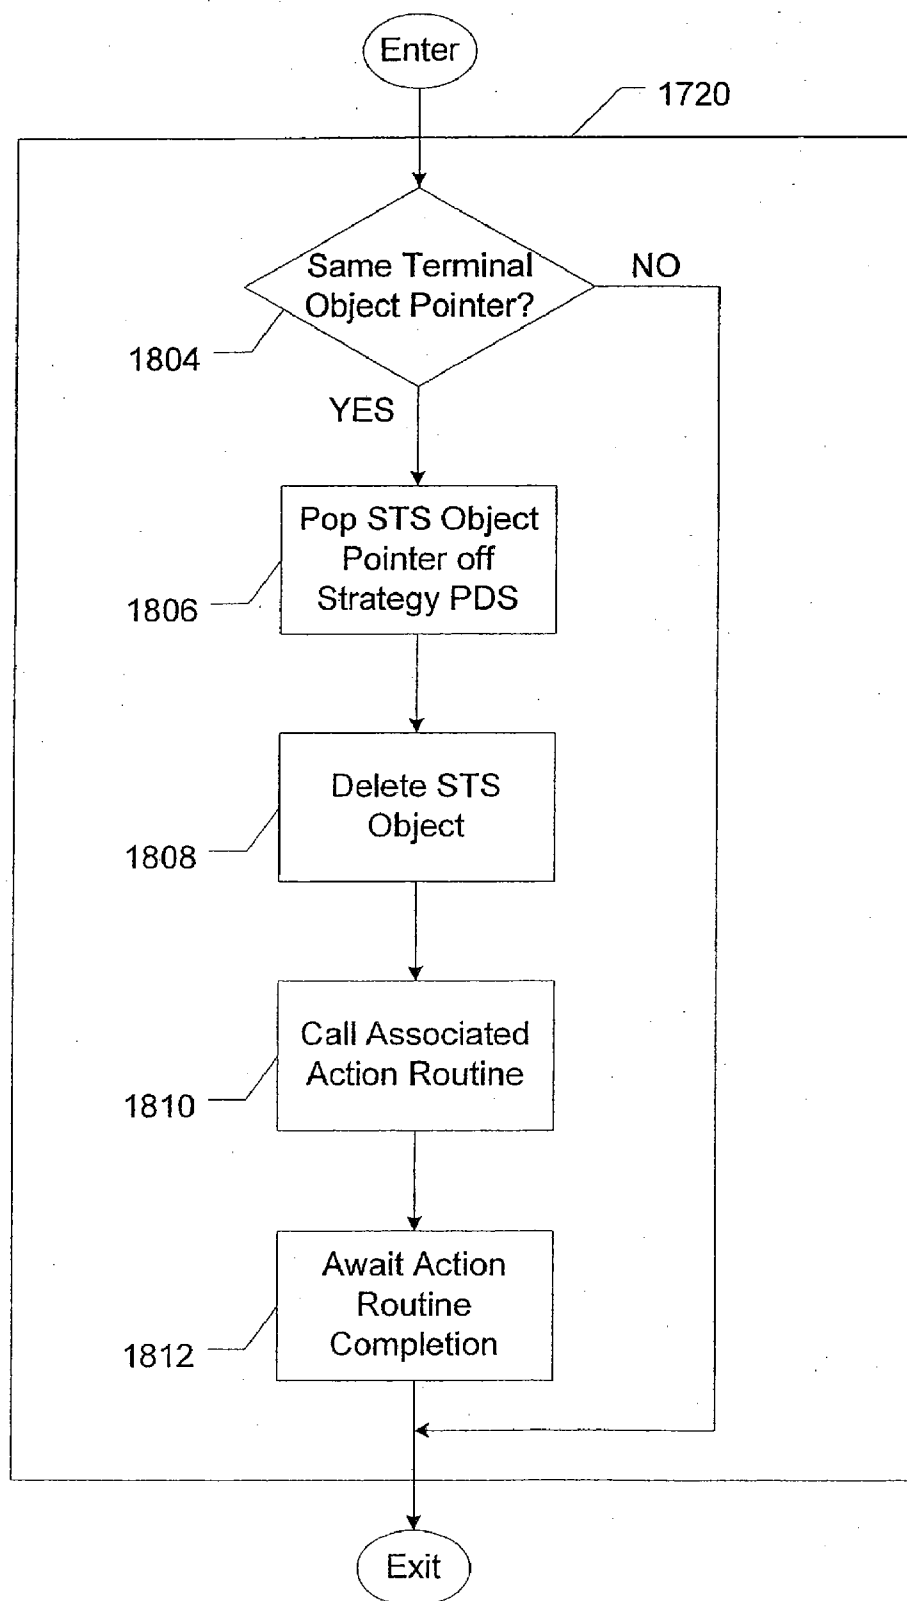 Enter
1720
Same Terminal
Object Pointer?
NO
1804
YES
Pop STS Object
Pointer off
Strategy PDS
1806
Delete STS
Object
1808
Call Associated
Action Routine
1810
Await Action
Routine
Completion
1812
Exit